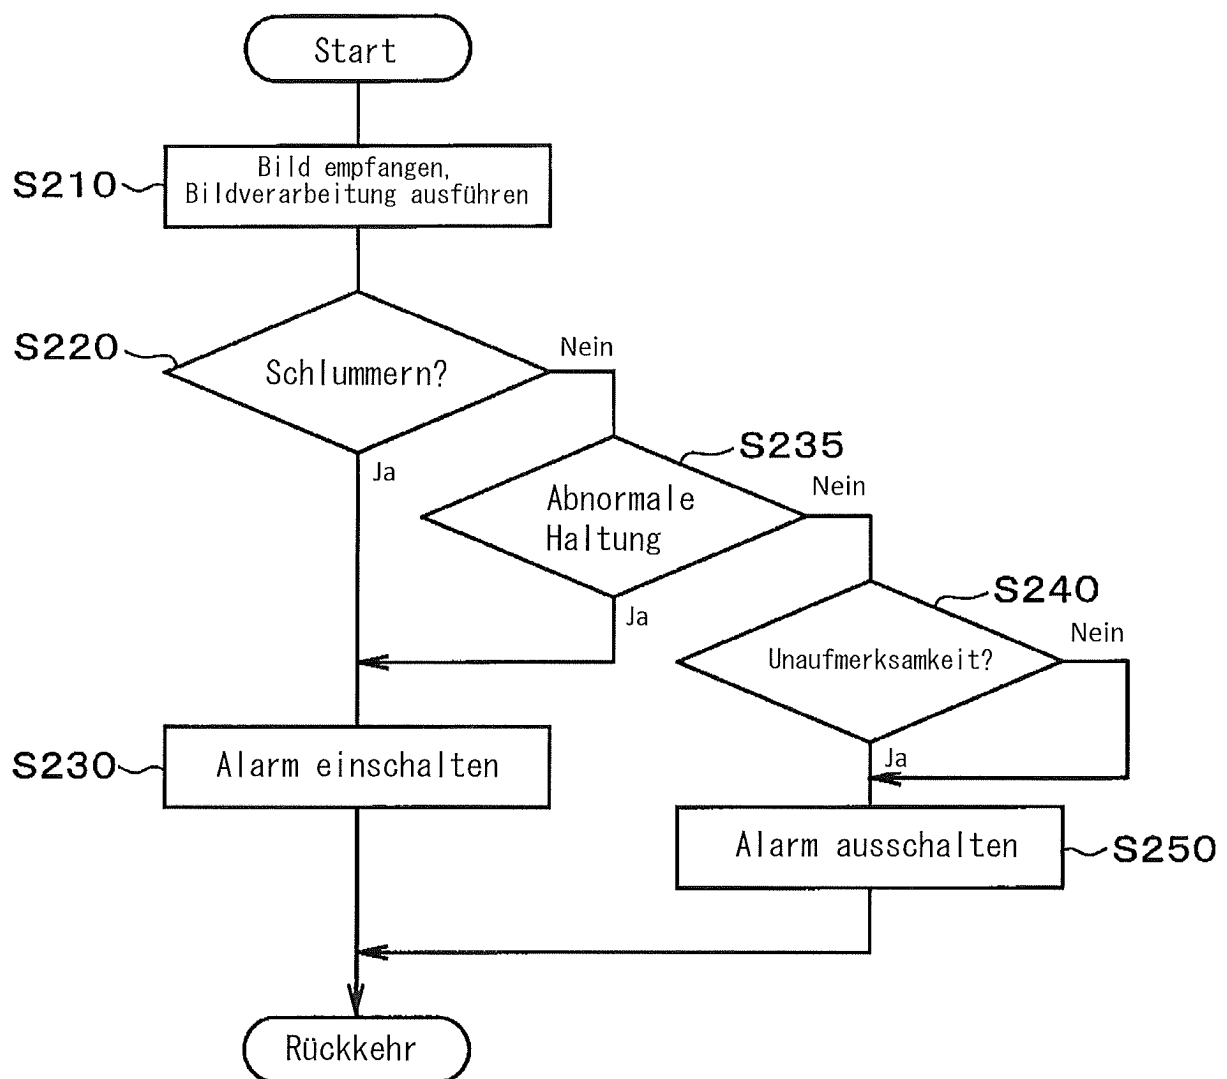 Start
S210
Bild empfangen,
Bildverarbeitung ausführen
S220
Schlummern?
Nein
Ja
S235
Abnormale
Haltung
Nein
Ja
S240
Unaufmerksamkeit?
Nein
Ja
S230
Alarm einschalten
Alarm ausschalten
S250
Rückkehr